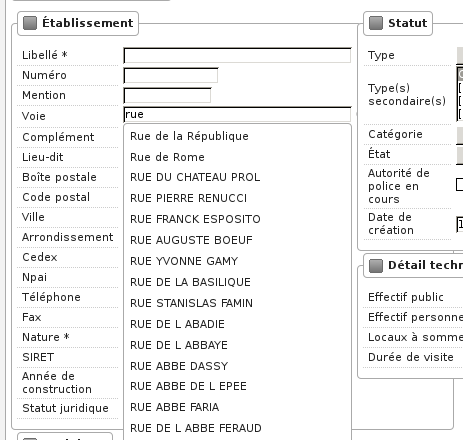 Établissement
Libellé *
Numéro
Mention
Voie
rue
Rue de la République
Rue de Rome
RUE DU CHATEAU PROL
RUE PIERRE RENUCCI
RUE FRANCK ESPOSITO
RUE AUGUSTE BOEUF
RUE YVONNE GAMY
RUE DE LA BASILIQUE
RUE STANISLAS FAMIN
RUE DE L ABADIE
RUE DE L ABBAYE
RUE ABBE DASSY
RUE ABBE DE L EPEE
RUE ABBE FARIA
RUE DE L ABBE FERAUD
Complément
Lieu-dit
Boîte postale
Code postal
Ville
Arrondissement
Cedex
Npai
Téléphone
Fax
Nature *
SIRET
Année de
construction
Statut juridique
Statut
Type
Type(s)
secondaire(s)
Catégorie
État
Autorité de
police en
cours
Date de
création
Détail techn
Effectif public
Effectif personne
Locaux à somme
Durée de visite